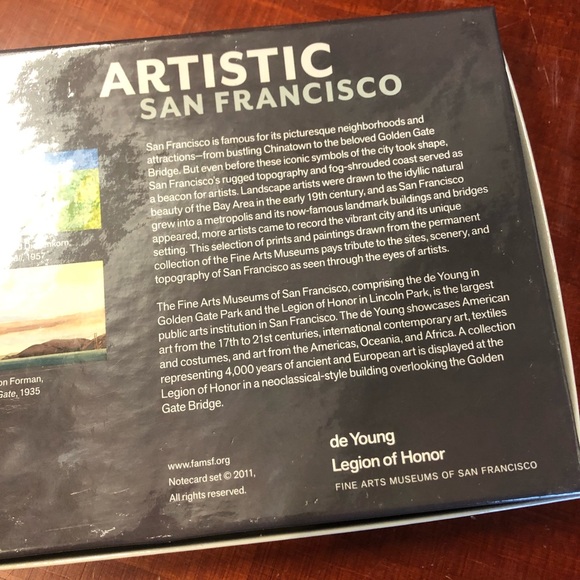 ARTISTIC
SAN FRANCISCO
San Francisco is famous for its picturesque neighborhoods and
attractions—from bustling Chinatown to the beloved Golden Gate
Bridge. But even before these iconic symbols of the city took shape,
San Francisco's rugged topography and fog-shrouded coast served as
a beacon for artists. Landscape artists were drawn to the idyllic natural
beauty of the Bay Area in the early 19th century, and as San Francisco
grew into a metropolis and its now-famous landmark buildings and bridges
appeared, more artists came to record the vibrant city and its unique
setting. This selection of prints and paintings drawn from the permanent
collection of the Fine Arts Museums pays tribute to the sites, scenery, and
topography of San Francisco as seen through the eyes of artists.
The Fine Arts Museums of San Francisco, comprising the de Young in
Golden Gate Park and the Legion of Honor in Lincoln Park, is the largest
public arts institution in San Francisco. The de Young showcases American
art from the 17th to 21st centuries, international contemporary art, textiles
and costumes, and art from the Americas, Oceania, and Africa. A collection
representing 4,000 years of ancient and European art is displayed at the
Legion of Honor in a neoclassical-style building overlooking the Golden
Gate Bridge.
1957
on Forman,
Gate, 1935
www.famsf.org
Notecard set © 2011,
All rights reserved.
de Young
Legion of Honor
FINE ARTS MUSEUMS OF SAN FRANCISCO